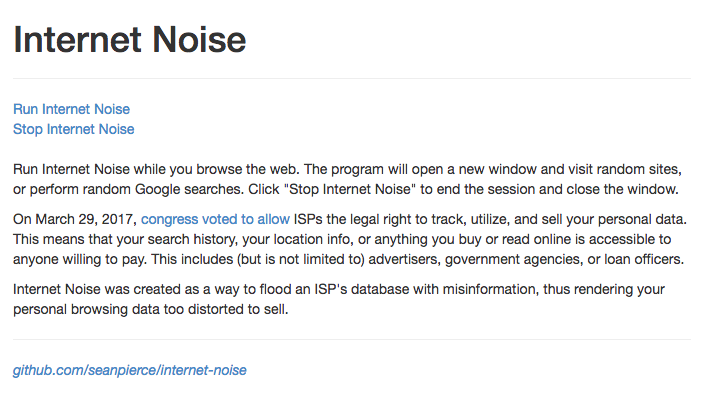 Internet Noise
Run Internet Noise
Stop Internet Noise
Run Internet Noise while you browse the web. The program will open a new window and visit random sites,
or perform random Google searches. Click "Stop Internet Noise" to end the session and close the window.
On March 29, 2017, congress voted to allow ISPs the legal right to track, utilize, and sell your personal data.
This means that your search history, your location info, or anything you buy or read online is accessible to
anyone willing to pay. This includes (but is not limited to) advertisers, government agencies, or loan officers.
Internet Noise was created as a way to flood an ISP's database with misinformation, thus rendering your
personal browsing data too distorted to sell.
github.com/seanpierce/internet-noise